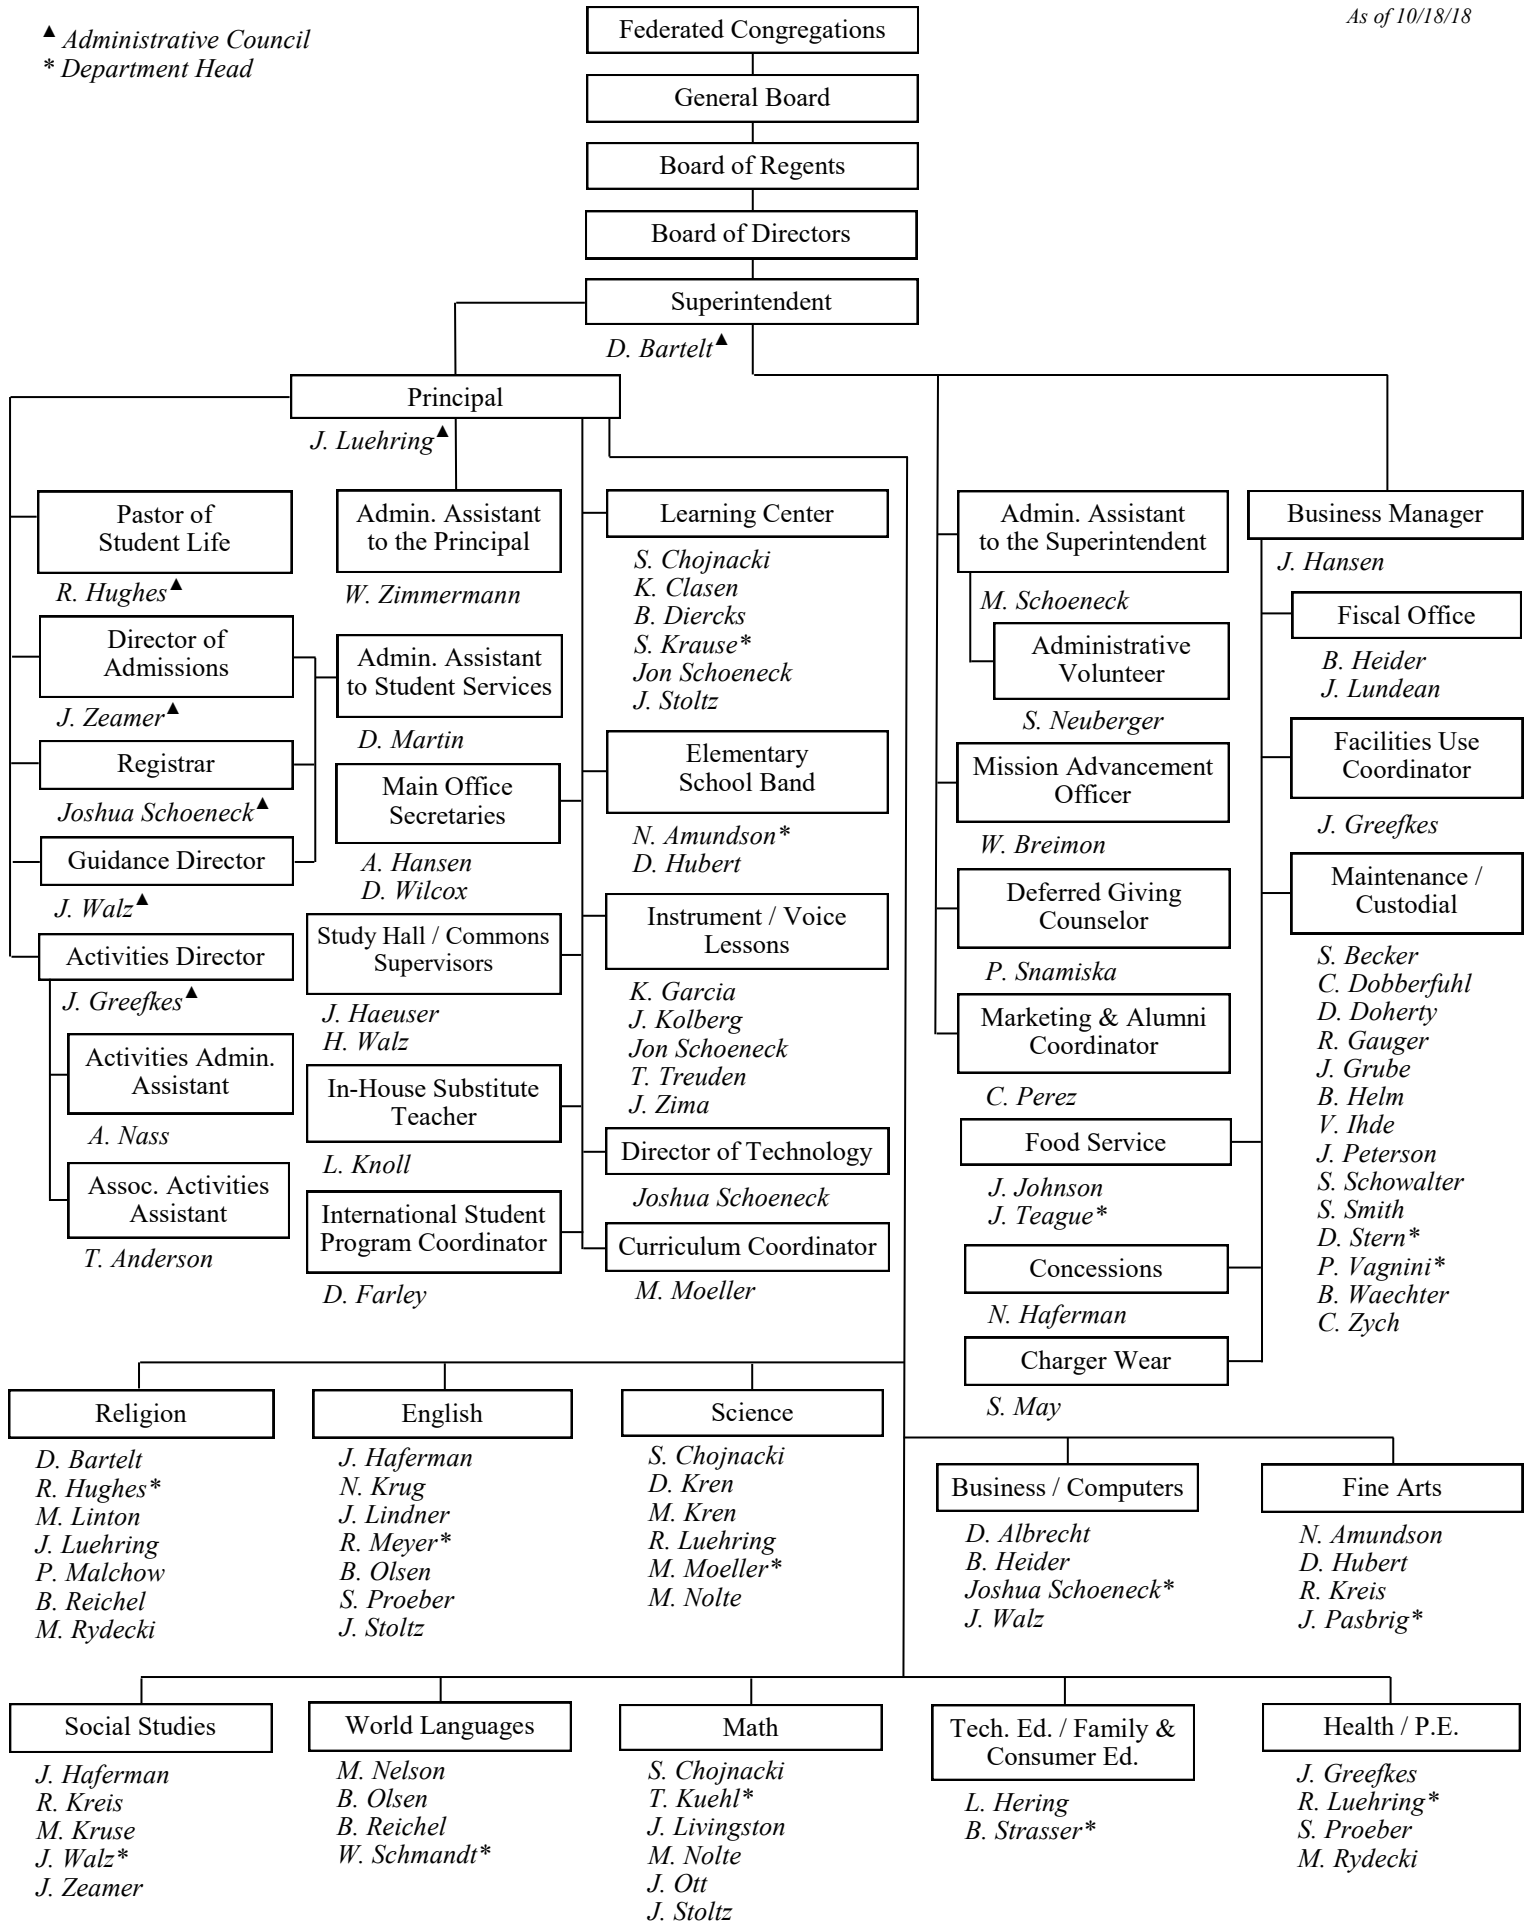 ▲ Administrative Council
* Department Head
As of 10/18/18
Federated Congregations
General Board
Board of Regents
Board of Directors
Superintendent
D. Bartelt▲
Principal
J. Luehring▲
Pastor of
Student Life
R. Hughes▲
Director of
Admissions
J. Zeamer▲
Registrar
Joshua Schoeneck▲
Guidance Director
J. Walz▲
Activities Director
J. Greefkes▲
Activities Admin.
Assistant
A. Nass
Assoc. Activities
Assistant
T. Anderson
Admin. Assistant
to the Principal
W. Zimmermann
Admin. Assistant
to Student Services
D. Martin
Main Office
Secretaries
A. Hansen
D. Wilcox
Study Hall / Commons
Supervisors
J. Haeuser
H. Walz
In-House Substitute
Teacher
L. Knoll
International Student
Program Coordinator
D. Farley
Learning Center
S. Chojnacki
K. Clasen
B. Diercks
S. Krause*
Jon Schoeneck
J. Stoltz
Elementary
School Band
N. Amundson*
D. Hubert
Instrument / Voice
Lessons
K. Garcia
J. Kolberg
Jon Schoeneck
T. Treuden
J. Zima
Director of Technology
Joshua Schoeneck
Curriculum Coordinator
M. Moeller
Admin. Assistant
to the Superintendent
M. Schoeneck
Administrative
Volunteer
S. Neuberger
Mission Advancement
Officer
W. Breimon
Deferred Giving
Counselor
P. Snamiska
Marketing & Alumni
Coordinator
C. Perez
Food Service
J. Johnson
J. Teague*
Concessions
N. Haferman
Charger Wear
S. May
Business Manager
J. Hansen
Fiscal Office
B. Heider
J. Lundean
Facilities Use
Coordinator
J. Greefkes
Maintenance /
Custodial
S. Becker
C. Dobberfuhl
D. Doherty
R. Gauger
J. Grube
B. Helm
V. Ihde
J. Peterson
S. Schowalter
S. Smith
D. Stern*
P. Vagnini*
B. Waechter
C. Zych
Religion
D. Bartelt
R. Hughes*
M. Linton
J. Luehring
P. Malchow
B. Reichel
M. Rydecki
English
J. Haferman
N. Krug
J. Lindner
R. Meyer*
B. Olsen
S. Proeber
J. Stoltz
Science
S. Chojnacki
D. Kren
M. Kren
R. Luehring
M. Moeller*
M. Nolte
Business / Computers
D. Albrecht
B. Heider
Joshua Schoeneck*
J. Walz
Fine Arts
N. Amundson
D. Hubert
R. Kreis
J. Pasbrig*
Social Studies
J. Haferman
R. Kreis
M. Kruse
J. Walz*
J. Zeamer
World Languages
M. Nelson
B. Olsen
B. Reichel
W. Schmandt*
Math
S. Chojnacki
T. Kuehl*
J. Livingston
M. Nolte
J. Ott
J. Stoltz
Tech. Ed. / Family &
Consumer Ed.
L. Hering
B. Strasser*
Health / P.E.
J. Greefkes
R. Luehring*
S. Proeber
M. Rydecki